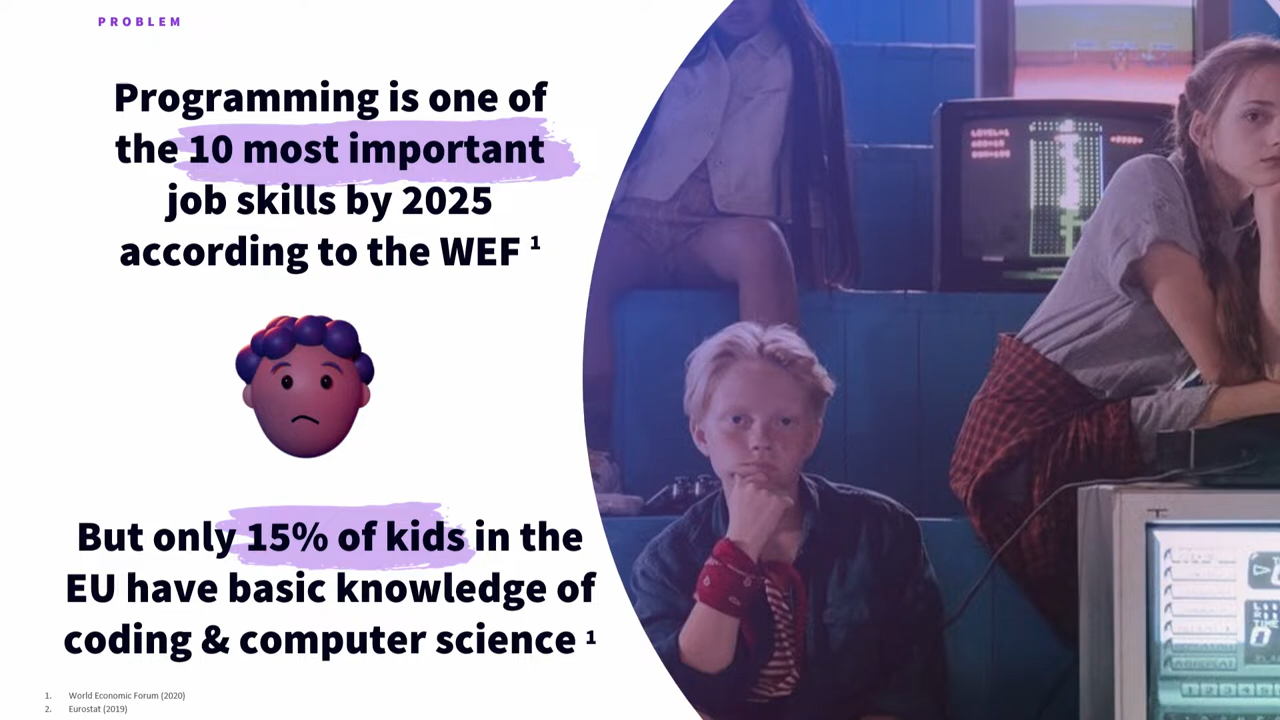 PROBLEM
Programming is one of
the 10 most important
job skills by 2025
according to the WEF ¹
But only 15% of kids in the
EU have basic knowledge of
coding & computer science ¹
1. World Economic Forum (2020)
2. Eurostat (2019)